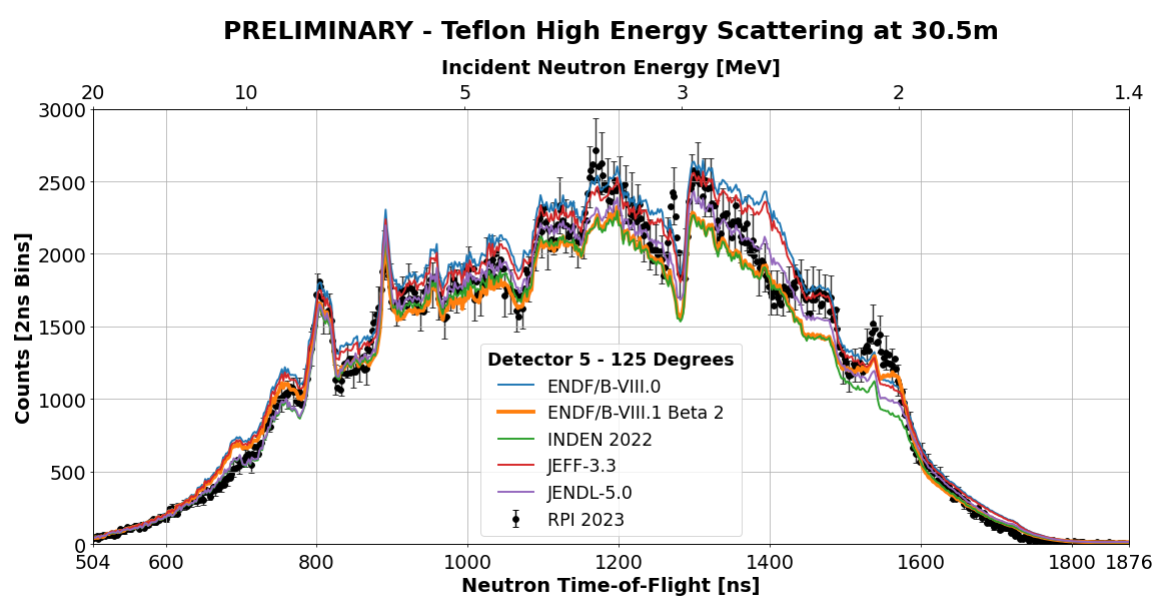 PRELIMINARY - Teflon High Energy Scattering at 30.5m
Incident Neutron Energy [MeV]
20 10 5 3 2 1.4
3000
2500
2000
1500
1000
500
0
Counts [2ns Bins]
Detector 5 - 125 Degrees
ENDF/B-VIII.0
ENDF/B-VIII.1 Beta 2
INDEN 2022
JEFF-3.3
JENDL-5.0
RPI 2023
504 600 800 1000 1200 1400 1600 1800 1876
Neutron Time-of-Flight [ns]